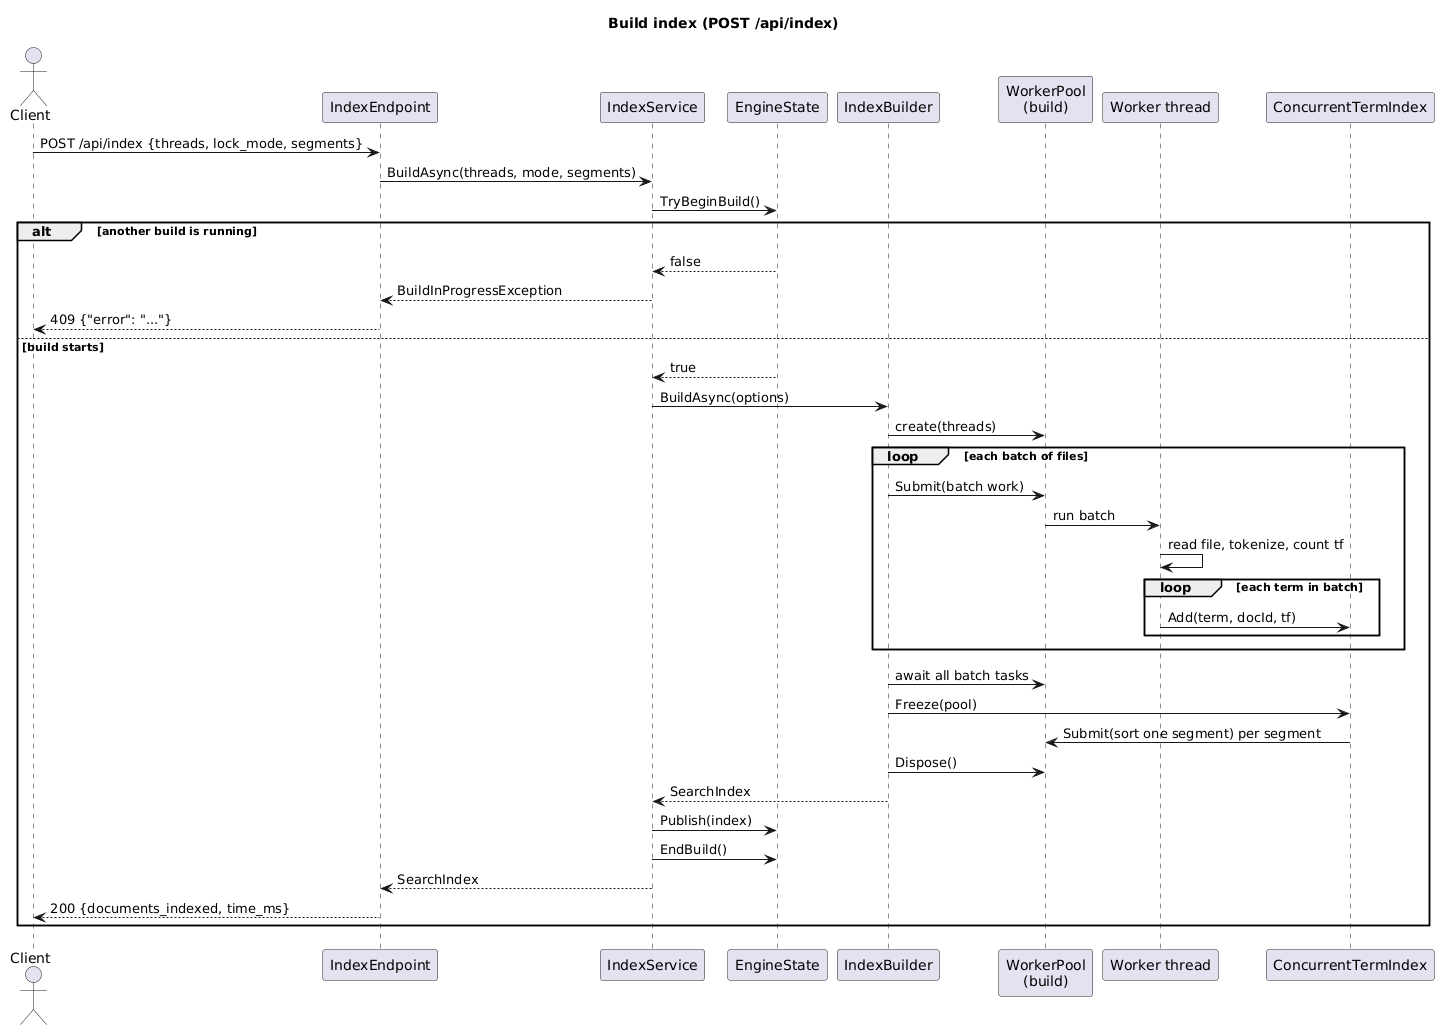 Build index (POST /api/index)
Client
IndexEndpoint
IndexService
EngineState
IndexBuilder
WorkerPool
(build)
Worker thread
ConcurrentTermIndex
POST /api/index {threads, lock_mode, segments}
BuildAsync(threads, mode, segments)
TryBeginBuild()
alt [another build is running]
false
BuildInProgressException
409 {"error": "..."}
[build starts]
true
BuildAsync(options)
create(threads)
loop [each batch of files]
Submit(batch work)
run batch
read file, tokenize, count tf
loop [each term in batch]
Add(term, docId, tf)
await all batch tasks
Freeze(pool)
Submit(sort one segment) per segment
Dispose()
SearchIndex
Publish(index)
EndBuild()
SearchIndex
200 {documents_indexed, time_ms}
Client
IndexEndpoint
IndexService
EngineState
IndexBuilder
WorkerPool
(build)
Worker thread
ConcurrentTermIndex